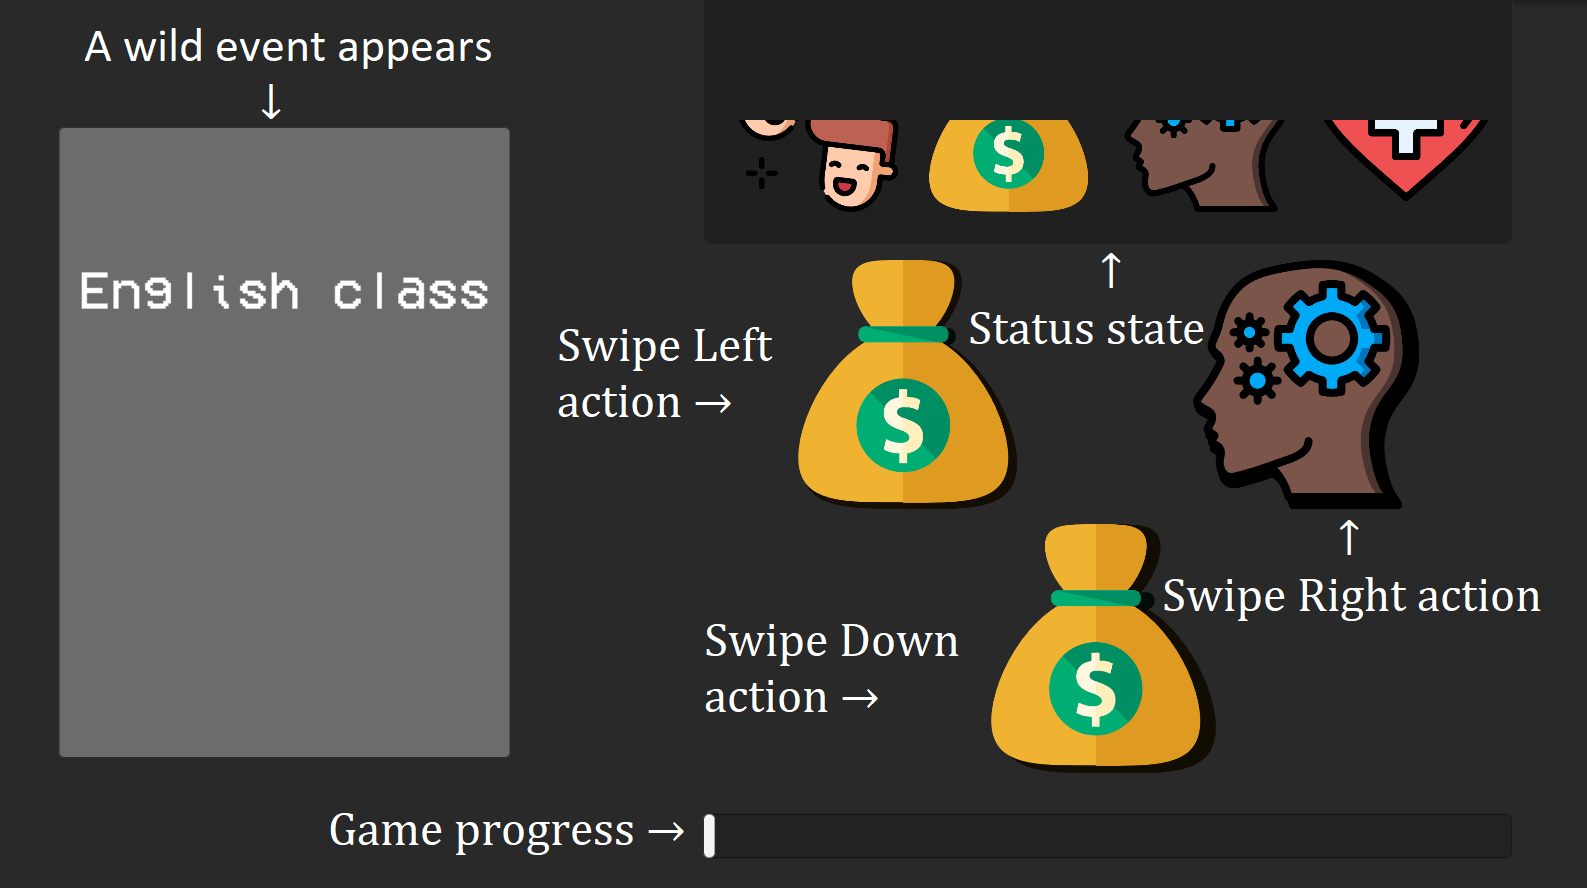 A wild event appears
↓
English class
$
↑
Status state
Swipe Left
action →
$
↑
Swipe Right action
Swipe Down
action →
$
Game progress →